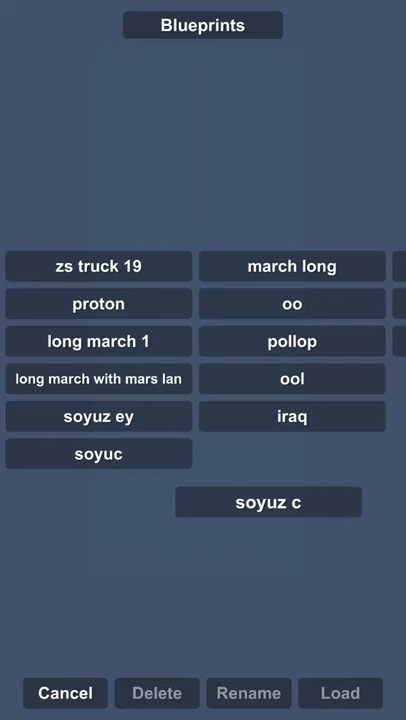 Blueprints
zs truck 19
march long
proton
oo
long march 1
pollop
long march with mars lan
ool
soyuz ey
iraq
soyuc
soyuz c
Cancel
Delete
Rename
Load